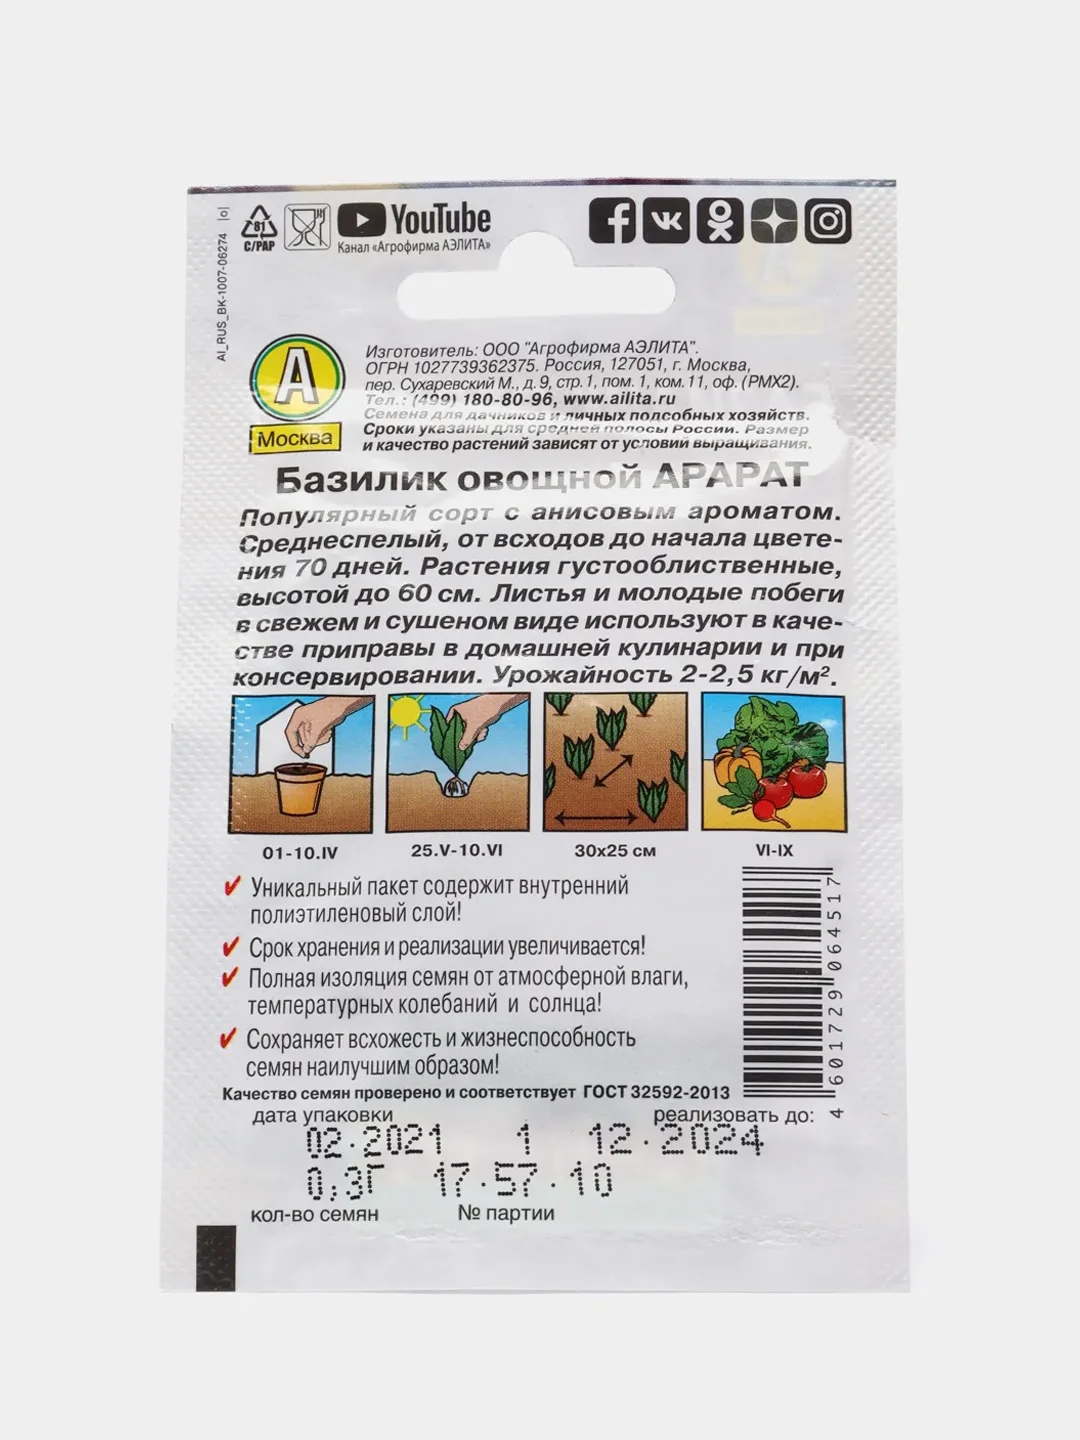 AI_RUS_BK-1007-06274 |o|
81
C/PAP
YouTube
Канал «Агрофирма АЭЛИТА»
А
Москва
Изготовитель: ООО "Агрофирма АЭЛИТА".
ОГРН 1027739362375. Россия, 127051, г. Москва,
пер. Сухаревский М., д. 9, стр. 1, пом. 1, ком. 11, оф. (РМХ2).
Тел.: (499) 180-80-96, www.ailita.ru
Семена для дачников и личных подсобных хозяйств.
Сроки указаны для средней полосы России. Размер
и качество растений зависят от условий выращивания.
Базилик овощной АРАРАТ
Популярный сорт с анисовым ароматом.
Среднеспелый, от всходов до начала цвете-
ния 70 дней. Растения густооблиственные,
высотой до 60 см. Листья и молодые побеги
в свежем и сушеном виде используют в каче-
стве приправы в домашней кулинарии и при
консервировании. Урожайность 2-2,5 кг/м².
01-10.IV
25.V-10.VI
30х25 см
VI-IX
✓ Уникальный пакет содержит внутренний
полиэтиленовый слой!
✓ Срок хранения и реализации увеличивается!
✓ Полная изоляция семян от атмосферной влаги,
температурных колебаний и солнца!
✓ Сохраняет всхожесть и жизнеспособность
семян наилучшим образом!
4 601729 064517
Качество семян проверено и соответствует ГОСТ 32592-2013
дата упаковки реализовать до:
02.2021 1 12.2024
0,3Г 17.57.10
кол-во семян № партии